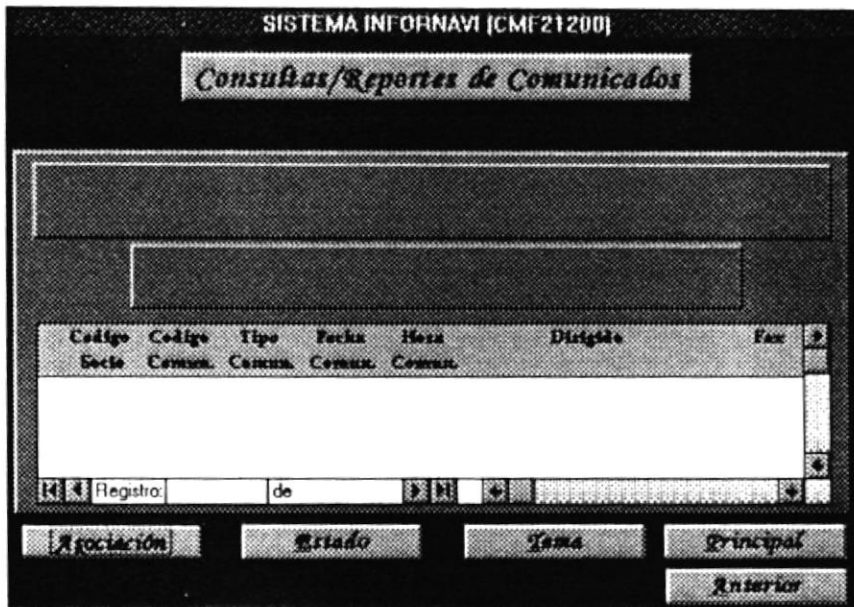 SISTEMA INFORNAVI (CMF21200)
Consultas/Reportes de Comunicados
Codigo Codigo Tipo Fecha Hora Dirigido Fax
Socio Comun. Comun. Comun. Comun.
Registro: de
Asociación Estado Tema Principal
Anterior